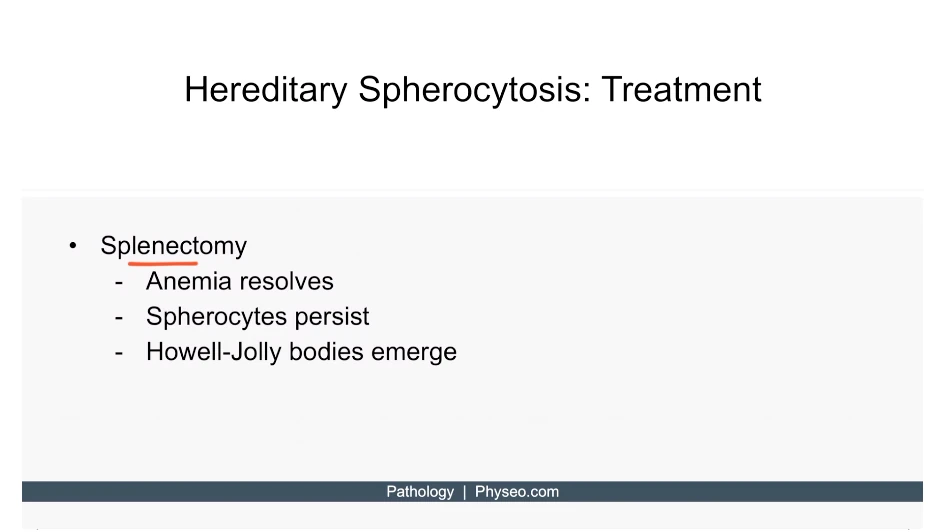 Hereditary Spherocytosis: Treatment
• Splenectomy
- Anemia resolves
- Spherocytes persist
- Howell-Jolly bodies emerge
Pathology | Physeo.com